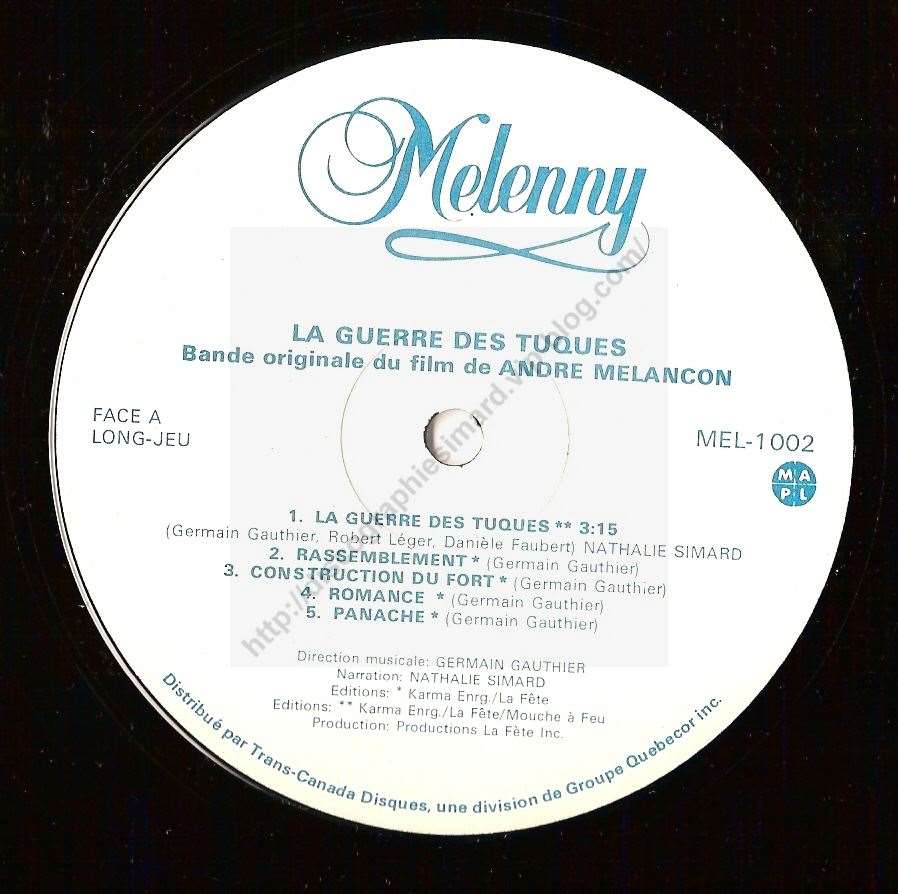 Melenny
LA GUERRE DES TUQUES
Bande originale du film de ANDRE MELANCON
FACE A
LONG-JEU
MEL-1002
M A
P L
1. LA GUERRE DES TUQUES ** 3:15
(Germain Gauthier, Robert Léger, Danièle Faubert) NATHALIE SIMARD
2. RASSEMBLEMENT * (Germain Gauthier)
3. CONSTRUCTION DU FORT * (Germain Gauthier)
4. ROMANCE * (Germain Gauthier)
5. PANACHE * (Germain Gauthier)
Direction musicale: GERMAIN GAUTHIER
Narration: NATHALIE SIMARD
Editions: * Karma Enrg./La Fête
Editions: ** Karma Enrg./La Fête/Mouche à Feu
Production: Productions La Fête Inc.
Distribué par Trans-Canada Disques, une division de Groupe Quebecor inc.